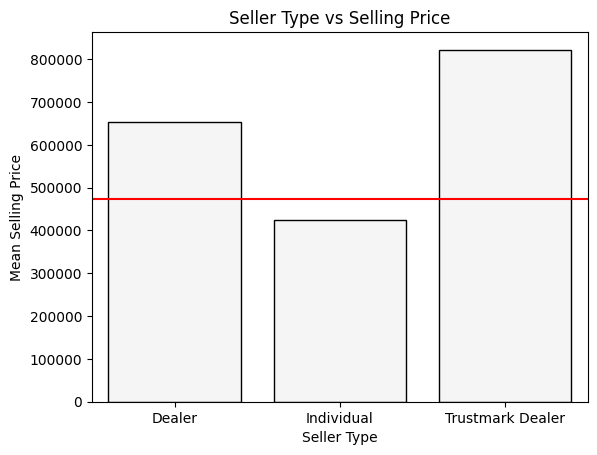 Seller Type vs Selling Price
800000
700000
600000
500000
400000
300000
200000
100000
0
Mean Selling Price
Dealer
Individual
Trustmark Dealer
Seller Type